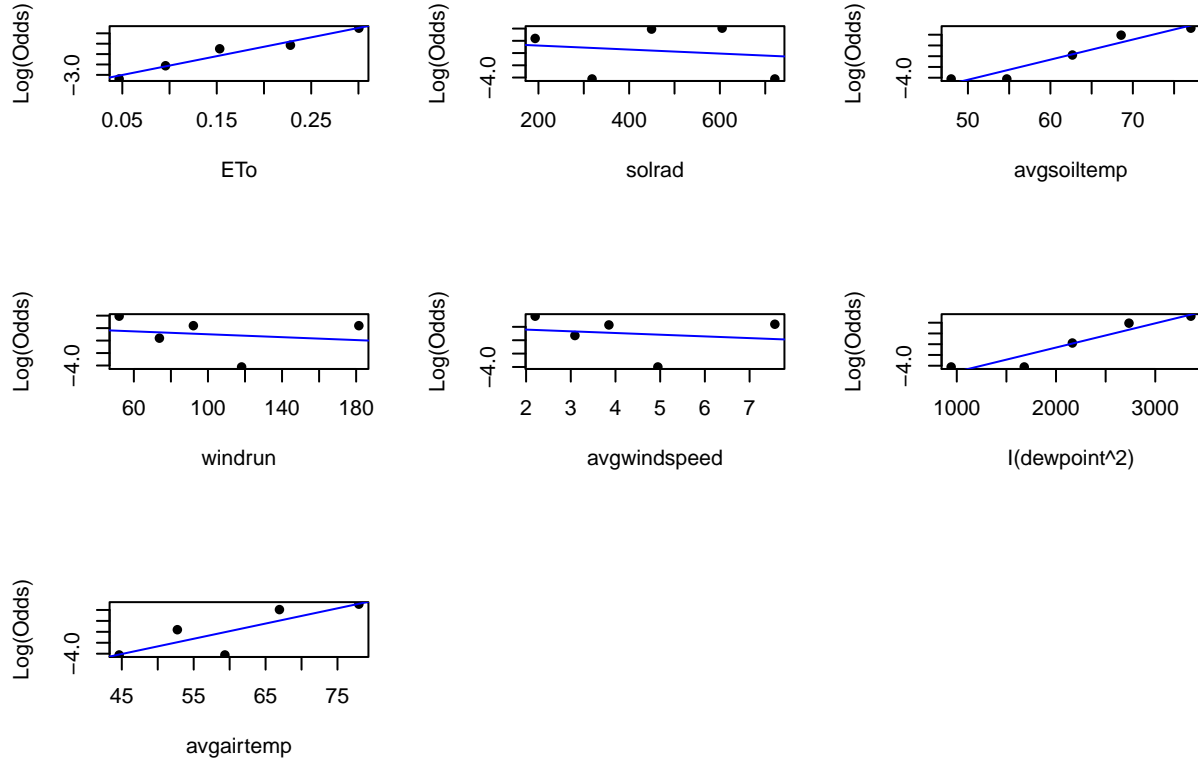 Log(Odds)
−3.0
0.05 0.15 0.25
ETo
Log(Odds)
−4.0
200 400 600
solrad
Log(Odds)
−4.0
50 60 70
avgsoiltemp
Log(Odds)
−4.0
60 100 140 180
windrun
Log(Odds)
−4.0
2 3 4 5 6 7
avgwindspeed
Log(Odds)
−4.0
1000 2000 3000
I(dewpoint^2)
Log(Odds)
−4.0
45 55 65 75
avgairtemp